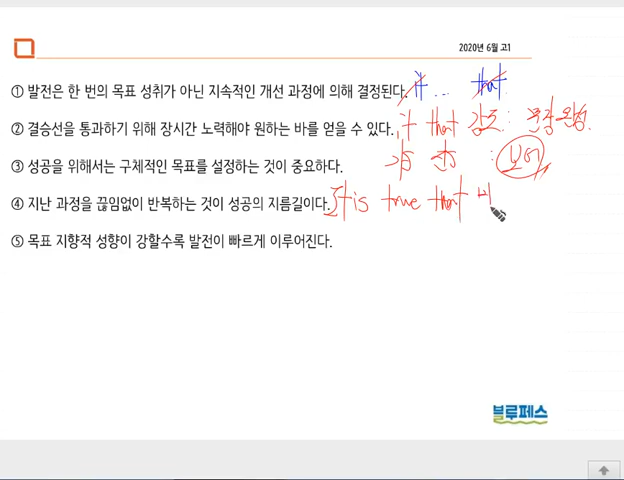 2020년 6월 고1
① 발전은 한 번의 목표 성취가 아닌 지속적인 개선 과정에 의해 결정된다. it ... that
② 결승선을 통과하기 위해 장시간 노력해야 원하는 바를 얻을 수 있다. it that 강조 : 문장 완성.
③ 성공을 위해서는 구체적인 목표를 설정하는 것이 중요하다.
④ 지난 과정을 끊임없이 반복하는 것이 성공의 지름길이다. It is true that
⑤ 목표 지향적 성향이 강할수록 발전이 빠르게 이루어진다.
블루페스